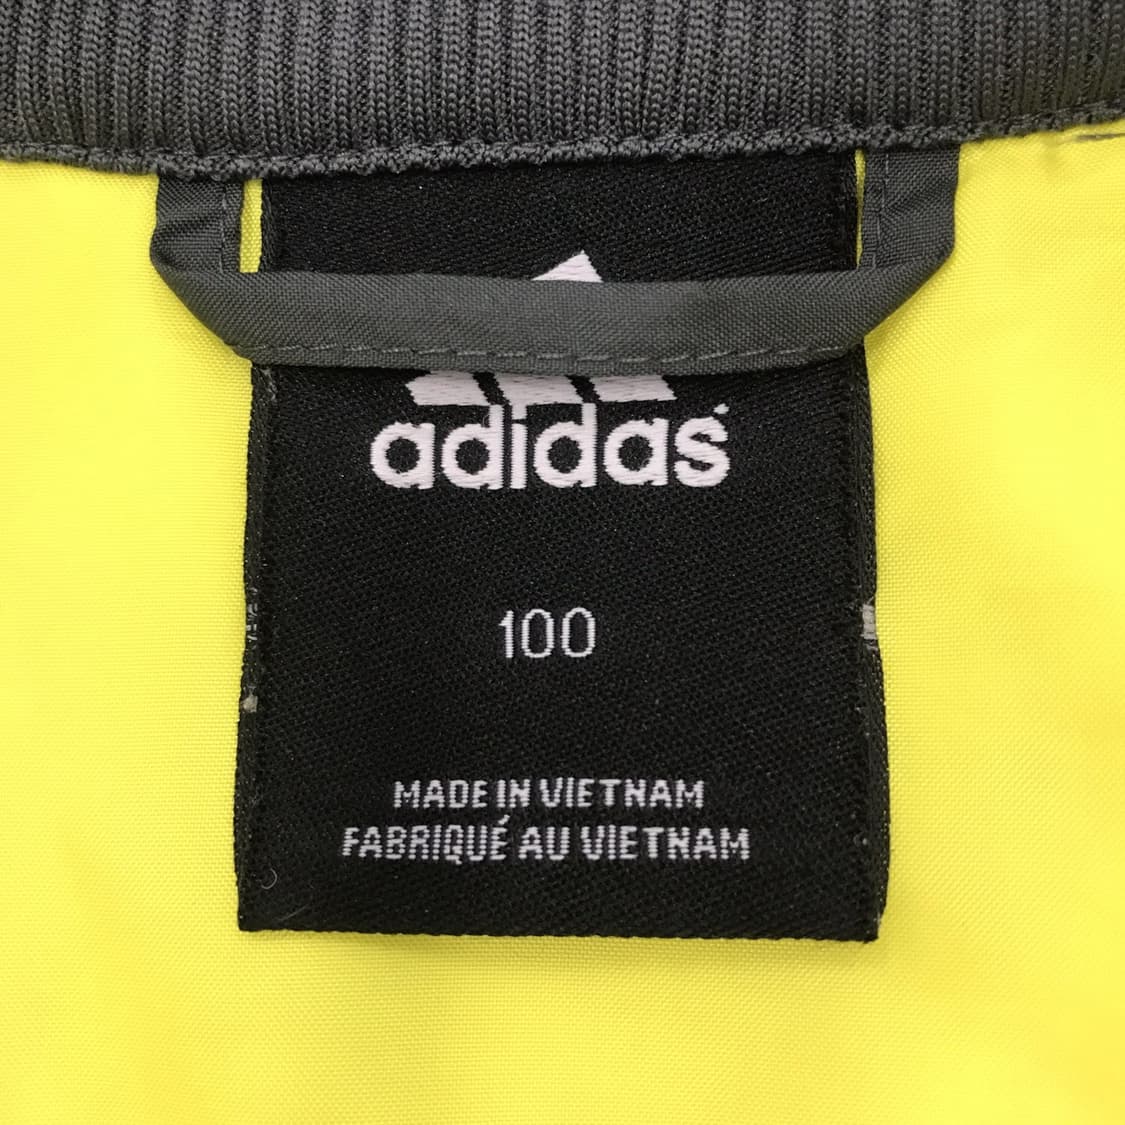 adidas
100
MADE IN VIETNAM
FABRIQUÉ AU VIETNAM